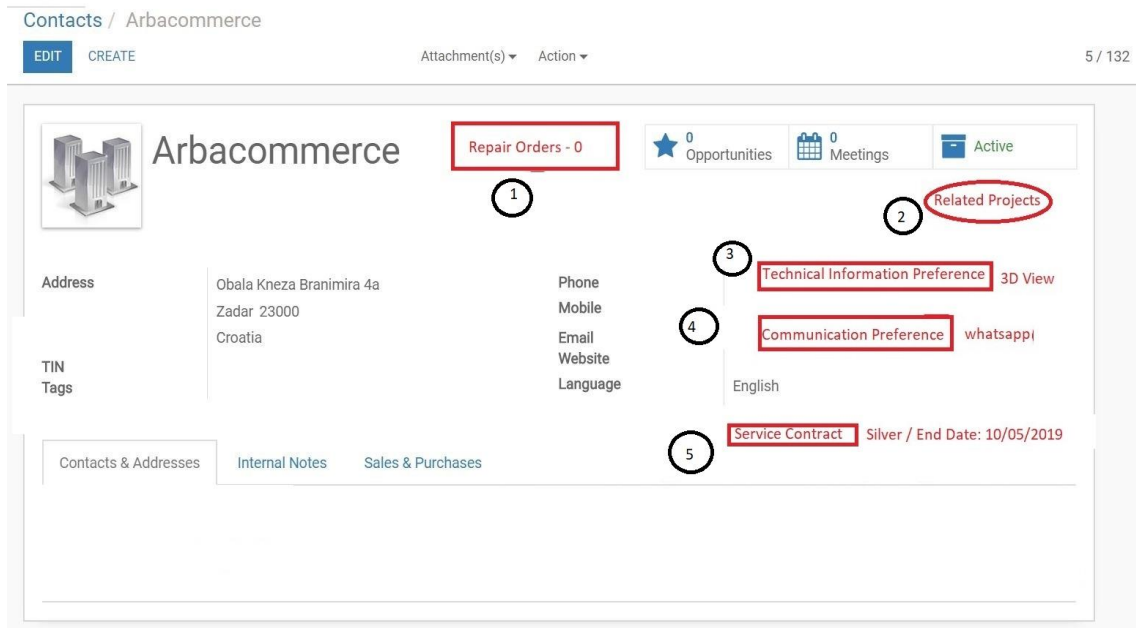 Contacts / Arbacommerce
EDIT CREATE Attachment(s) Action 5 / 132
Arbacommerce
Repair Orders - 0
0 Opportunities
0 Meetings
Active
1
2
Related Projects
Address
Obala Kneza Branimira 4a
Zadar 23000
Croatia
TIN
Tags
Phone
Mobile
Email
Website
Language
English
3
Technical Information Preference 3D View
4
Communication Preference whatsapp(
5
Service Contract Silver / End Date: 10/05/2019
Contacts & Addresses Internal Notes Sales & Purchases